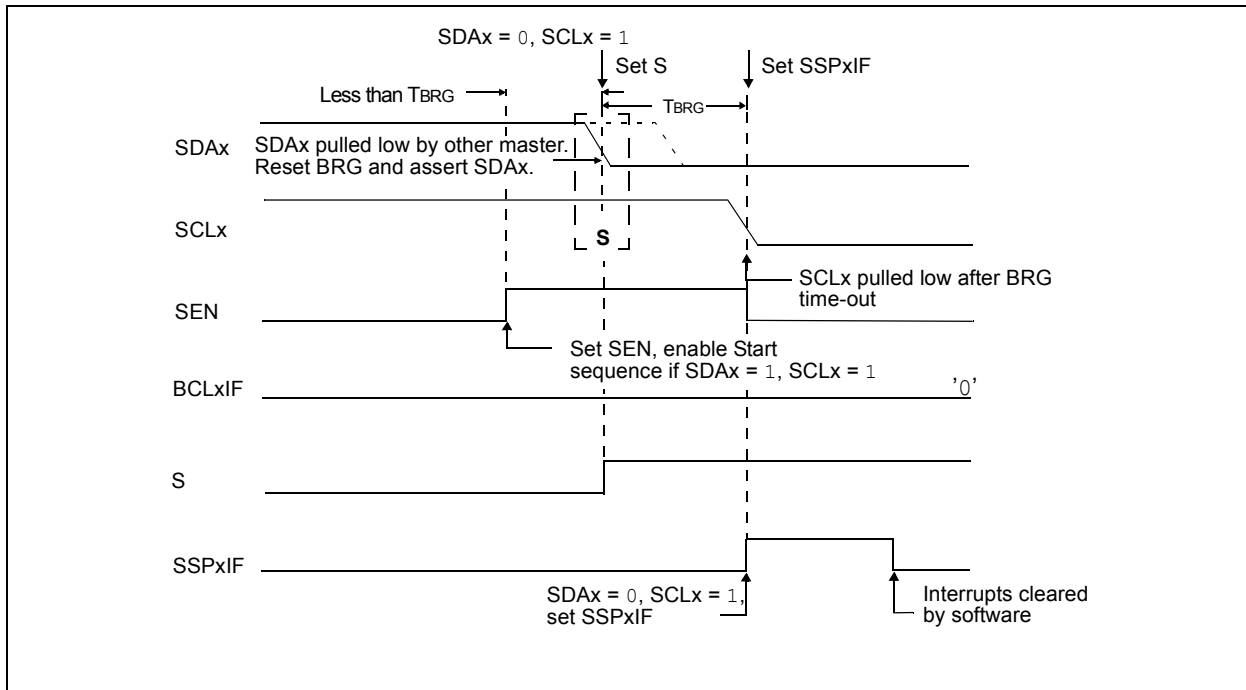 SDAx = 0, SCLx = 1
Set S
Set SSPxIF
Less than TBRG
TBRG
SDAx
SDAx pulled low by other master.
Reset BRG and assert SDAx.
SCLx
S
SCLx pulled low after BRG
time-out
SEN
Set SEN, enable Start
sequence if SDAx = 1, SCLx = 1
BCLxIF
'0'
S
SSPxIF
SDAx = 0, SCLx = 1,
set SSPxIF
Interrupts cleared
by software